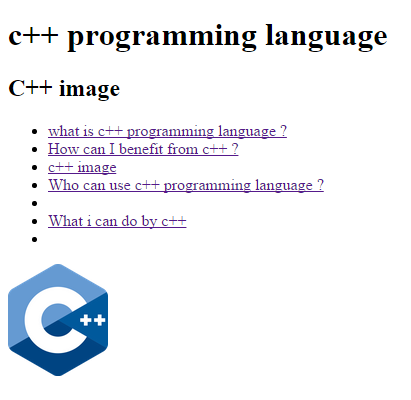 c++ programming language
C++ image
what is c++ programming language ?
How can I benefit from c++ ?
c++ image
Who can use c++ programming language ?
What i can do by c++
C++